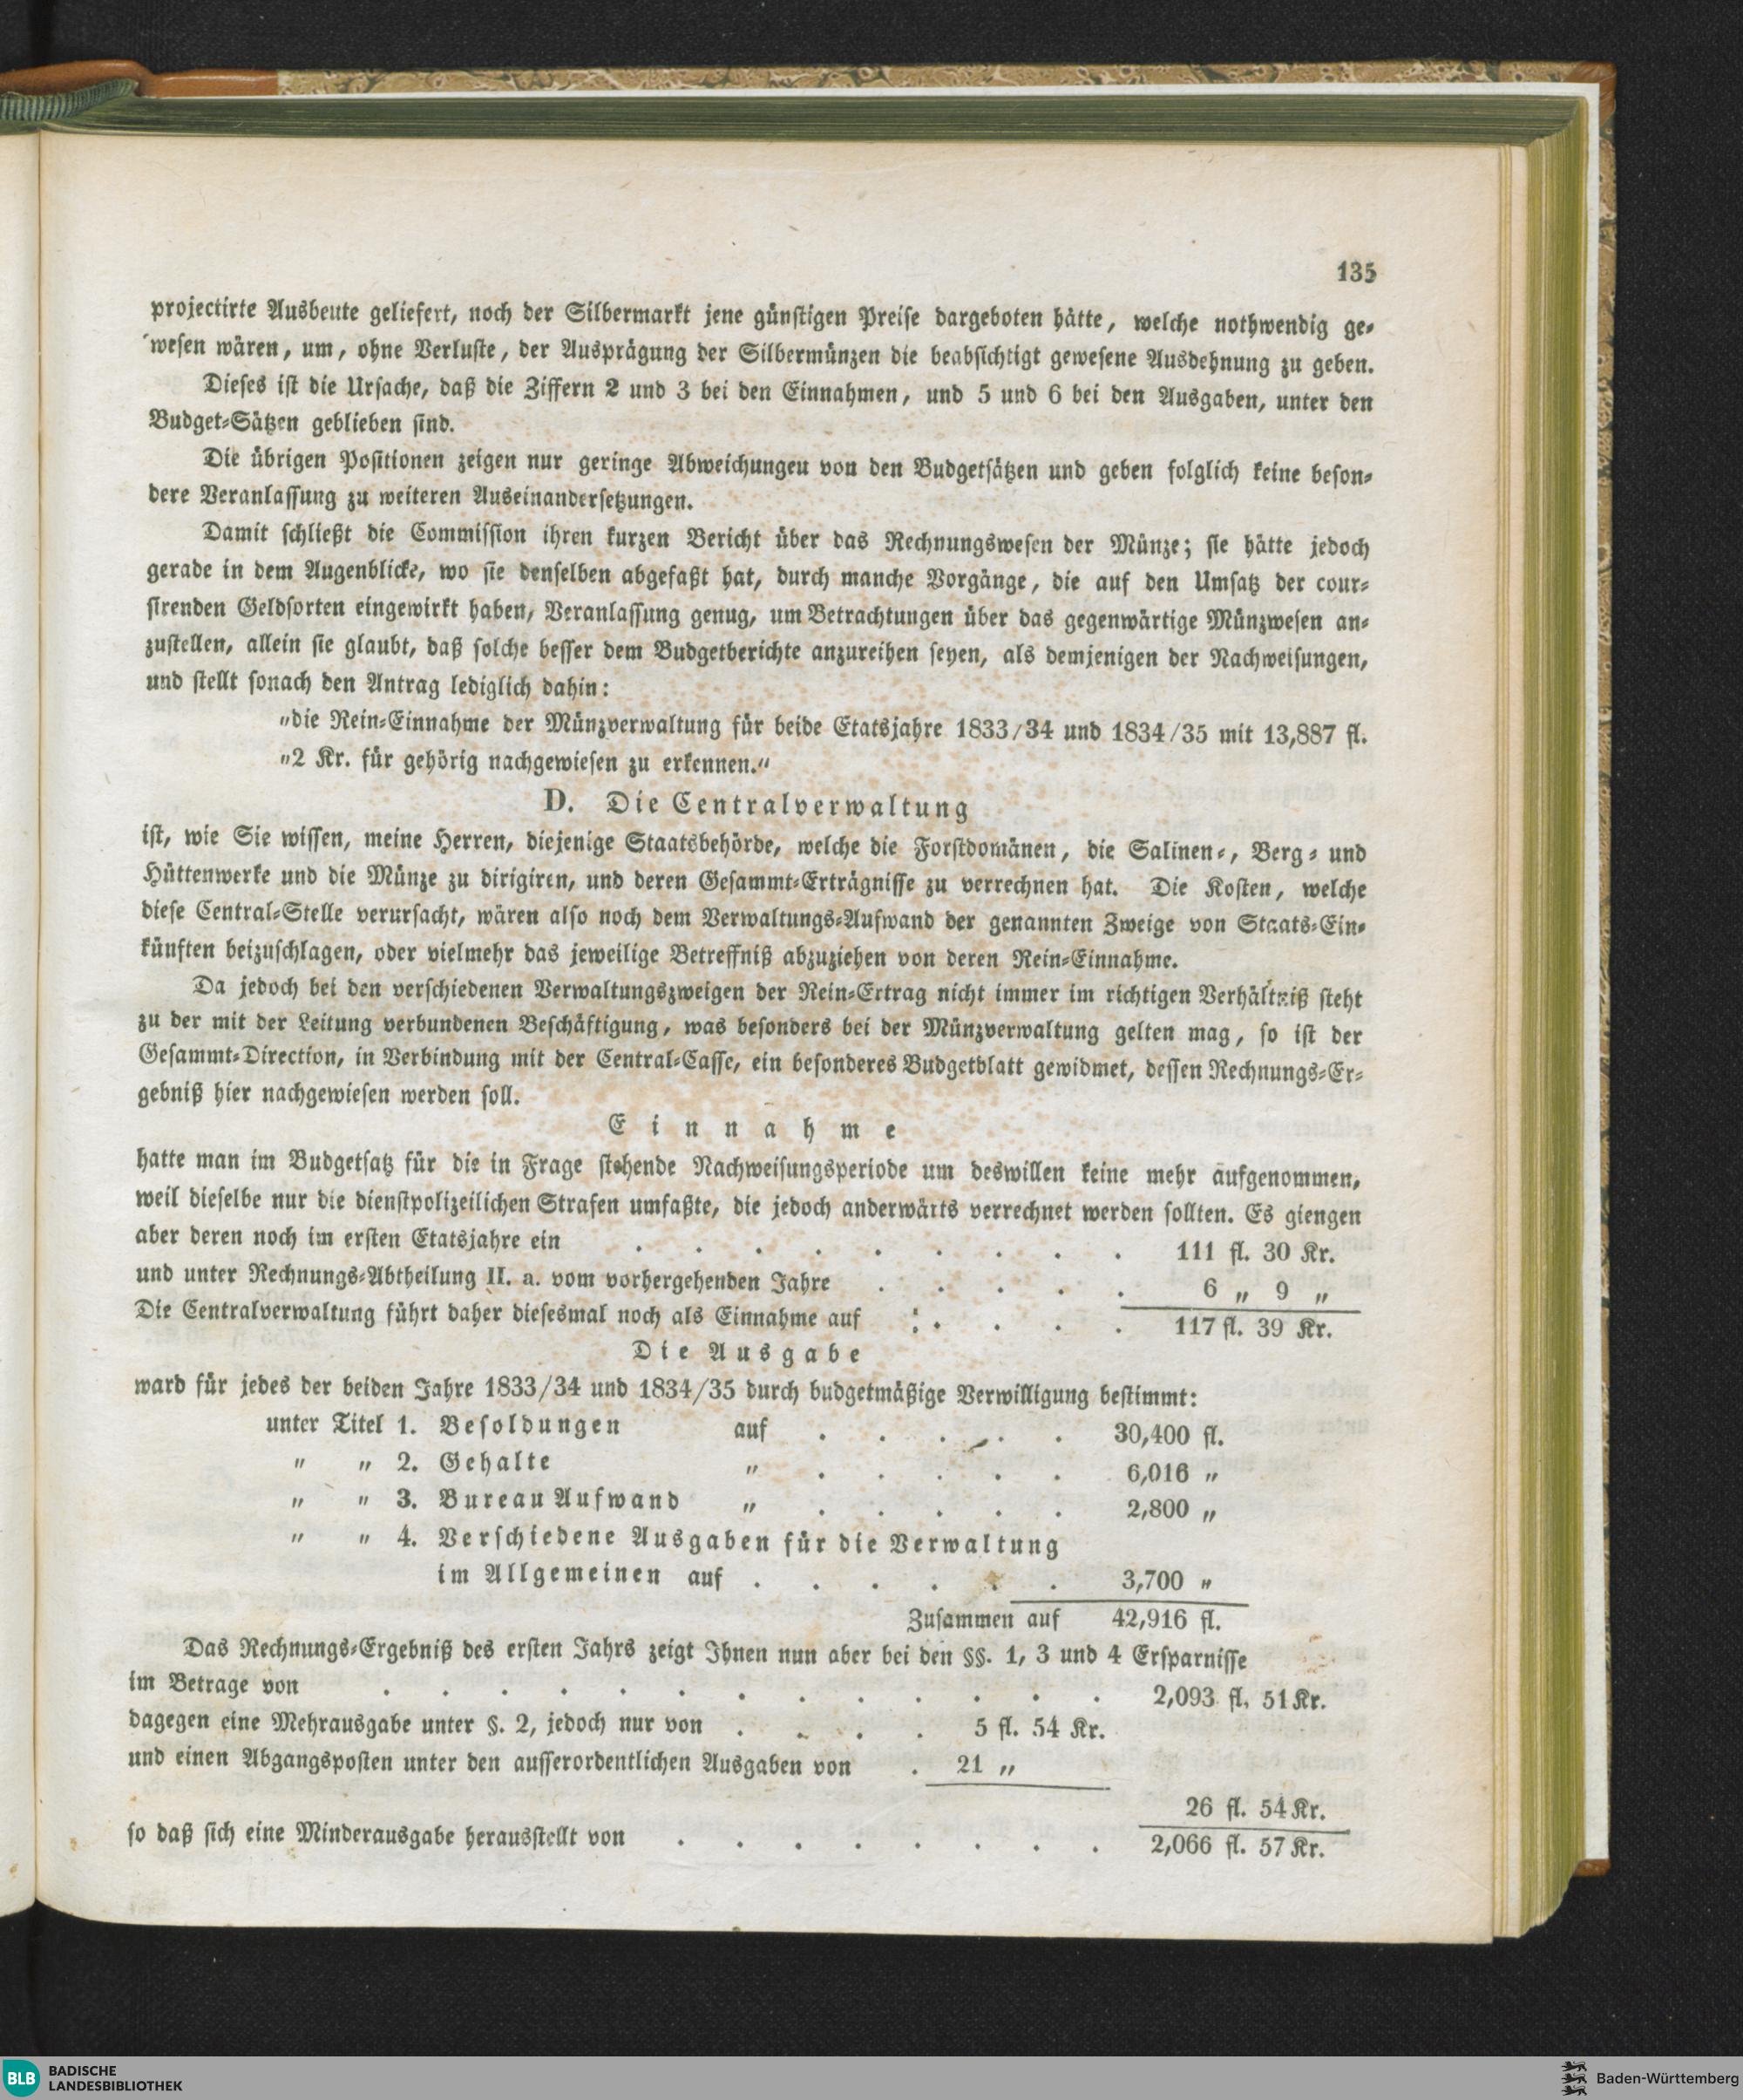 135
projectirte Ausbeute geliefert, noch der Silbermarkt jene günstigen Preise dargeboten hätte, welche nothwendig ge-
wesen wären, um, ohne Verluste, der Ausprägung der Silbermünzen die beabsichtigt gewesene Ausdehnung zu geben.
Dieses ist die Ursache, daß die Ziffern 2 und 3 bei den Einnahmen, und 5 und 6 bei den Ausgaben, unter den
Budget-Sätzen geblieben sind.
Die übrigen Positionen zeigen nur geringe Abweichungeu von den Budgetsätzen und geben folglich keine beson-
dere Veranlassung zu weiteren Auseinandersetzungen.
Damit schließt die Commission ihren kurzen Bericht über das Rechnungswesen der Münze; sie hätte jedoch
gerade in dem Augenblicke, wo sie denselben abgefaßt hat, durch manche Vorgänge, die auf den Umsatz der cour-
sirenden Geldsorten eingewirkt haben, Veranlassung genug, um Betrachtungen über das gegenwärtige Münzwesen an-
zustellen, allein sie glaubt, daß solche besser dem Budgetberichte anzureihen seyen, als demjenigen der Nachweisungen,
und stellt sonach den Antrag lediglich dahin:
„die Rein-Einnahme der Münzverwaltung für beide Etatsjahre 1833/34 und 1834/35 mit 13,887 fl.
„2 Kr. für gehörig nachgewiesen zu erkennen.“
D. Die Centralverwaltung
ist, wie Sie wissen, meine Herren, diejenige Staatsbehörde, welche die Forstdomänen, die Salinen-, Berg- und
Hüttenwerke und die Münze zu dirigiren, und deren Gesammt-Erträgnisse zu verrechnen hat. Die Kosten, welche
diese Central-Stelle verursacht, wären also noch dem Verwaltungs-Aufwand der genannten Zweige von Staats-Ein-
künften beizuschlagen, oder vielmehr das jeweilige Betreffniß abzuziehen von deren Rein-Einnahme.
Da jedoch bei den verschiedenen Verwaltungszweigen der Rein-Ertrag nicht immer im richtigen Verhältniß steht
zu der mit der Leitung verbundenen Beschäftigung, was besonders bei der Münzverwaltung gelten mag, so ist der
Gesammt-Direction, in Verbindung mit der Central-Casse, ein besonderes Budgetblatt gewidmet, dessen Rechnungs-Er-
gebniß hier nachgewiesen werden soll.
Einnahme
hatte man im Budgetsatz für die in Frage stehende Nachweisungsperiode um deswillen keine mehr aufgenommen,
weil dieselbe nur die dienstpolizeilichen Strafen umfaßte, die jedoch anderwärts verrechnet werden sollten. Es giengen
aber deren noch im ersten Etatsjahre ein . . . . . . . . . 111 fl. 30 Kr.
und unter Rechnungs-Abtheilung II. a. vom vorhergehenden Jahre . . . . . 6 „ 9 „
Die Centralverwaltung führt daher diesesmal noch als Einnahme auf : . . . . 117 fl. 39 Kr.
Die Ausgabe
ward für jedes der beiden Jahre 1833/34 und 1834/35 durch budgetmäßige Verwilligung bestimmt:
unter Titel 1. Besoldungen auf . . . . . 30,400 fl.
„ „ 2. Gehalte „ . . . . . 6,016 „
„ „ 3. Bureau Aufwand „ . . . . . 2,800 „
„ „ 4. Verschiedene Ausgaben für die Verwaltung
im Allgemeinen auf . . . . . . 3,700 „
Zusammen auf 42,916 fl.
Das Rechnungs-Ergebniß des ersten Jahrs zeigt Ihnen nun aber bei den §§. 1, 3 und 4 Ersparnisse
im Betrage von . . . . . . . . . . . . . 2,093 fl. 51 Kr.
dagegen eine Mehrausgabe unter §. 2, jedoch nur von . . . . 5 fl. 54 Kr.
und einen Abgangsposten unter den ausserordentlichen Ausgaben von . 21 „
26 fl. 54 Kr.
so daß sich eine Minderausgabe herausstellt von . . . . . . . . 2,066 fl. 57 Kr.
BLB BADISCHE
LANDESBIBLIOTHEK
Baden-Württemberg